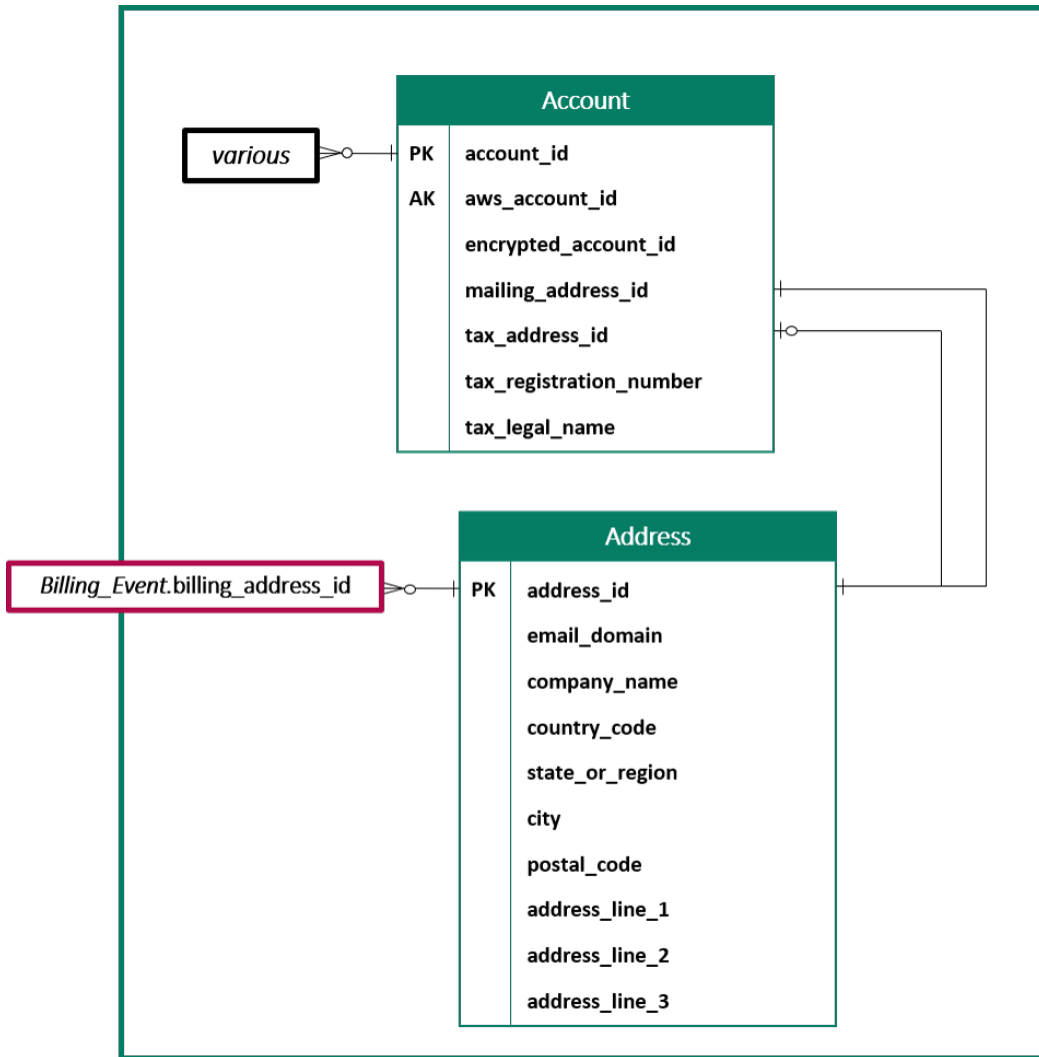 Account
various
PK account_id
AK aws_account_id
encrypted_account_id
mailing_address_id
tax_address_id
tax_registration_number
tax_legal_name
Address
Billing_Event.billing_address_id
PK address_id
email_domain
company_name
country_code
state_or_region
city
postal_code
address_line_1
address_line_2
address_line_3